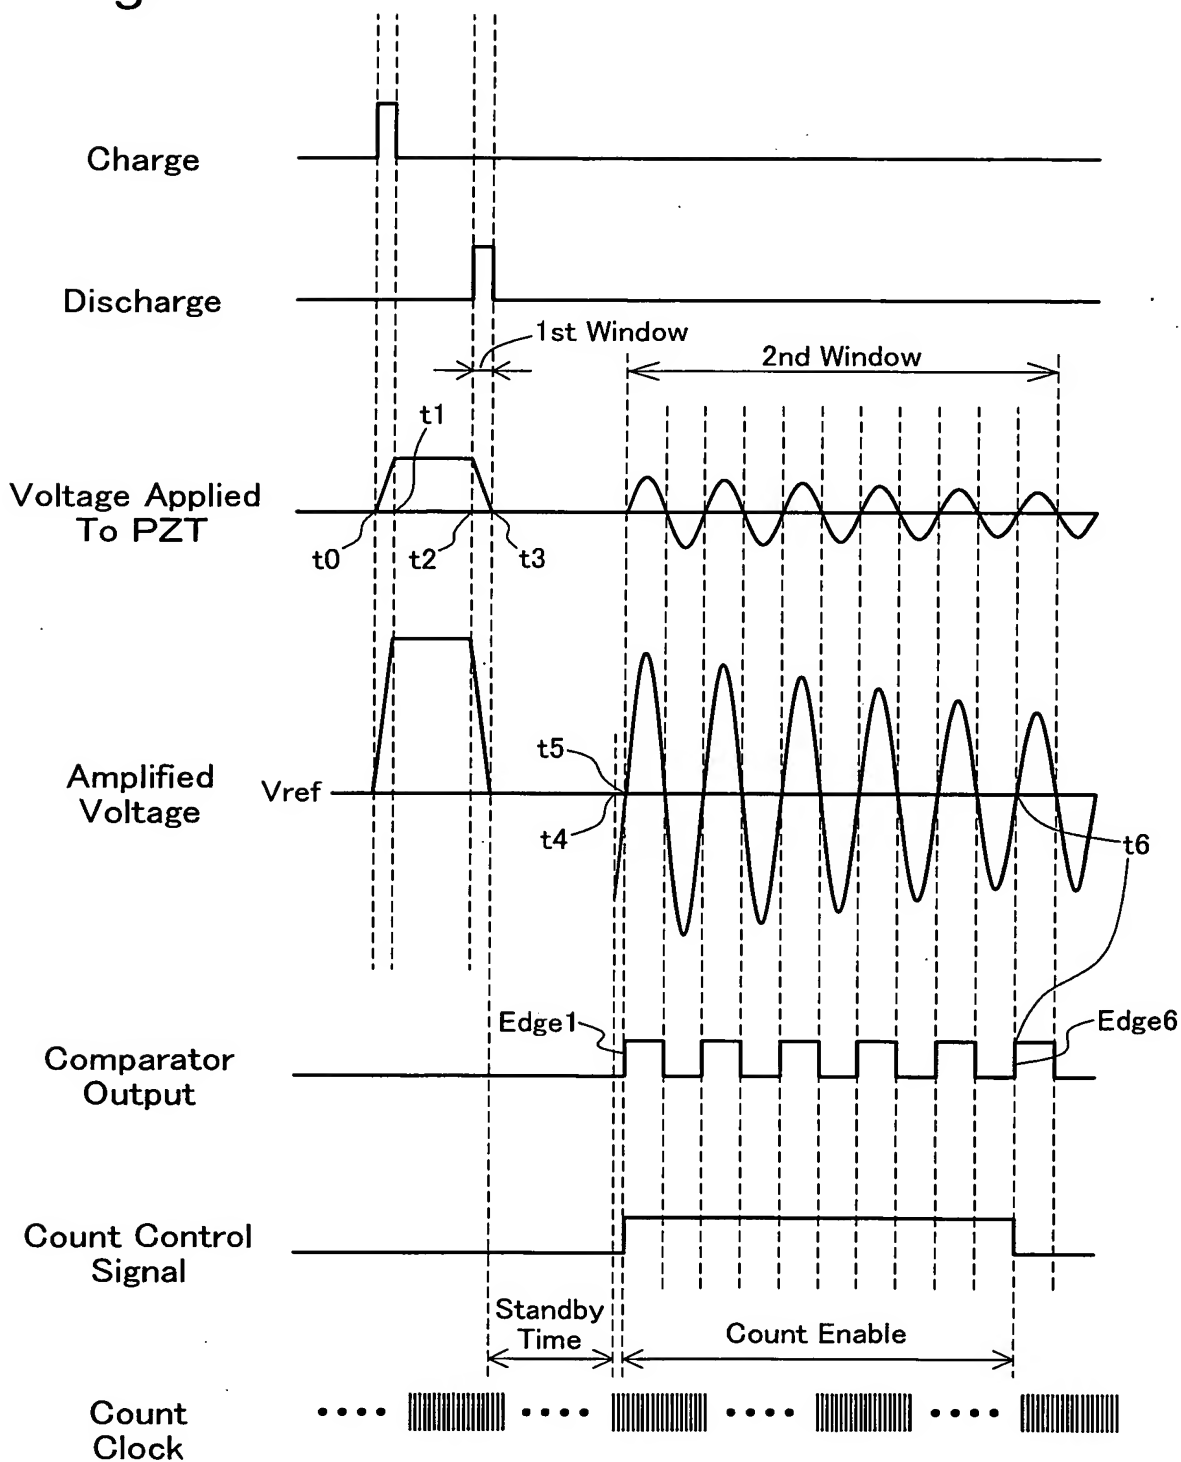 Charge
Discharge
1st Window
2nd Window
t1
Voltage Applied
To PZT
t0
t2
t3
Amplified
Voltage
Vref
t5
t4
t6
Edge1
Edge6
Comparator
Output
Count Control
Signal
Standby
Time
Count Enable
Count
Clock